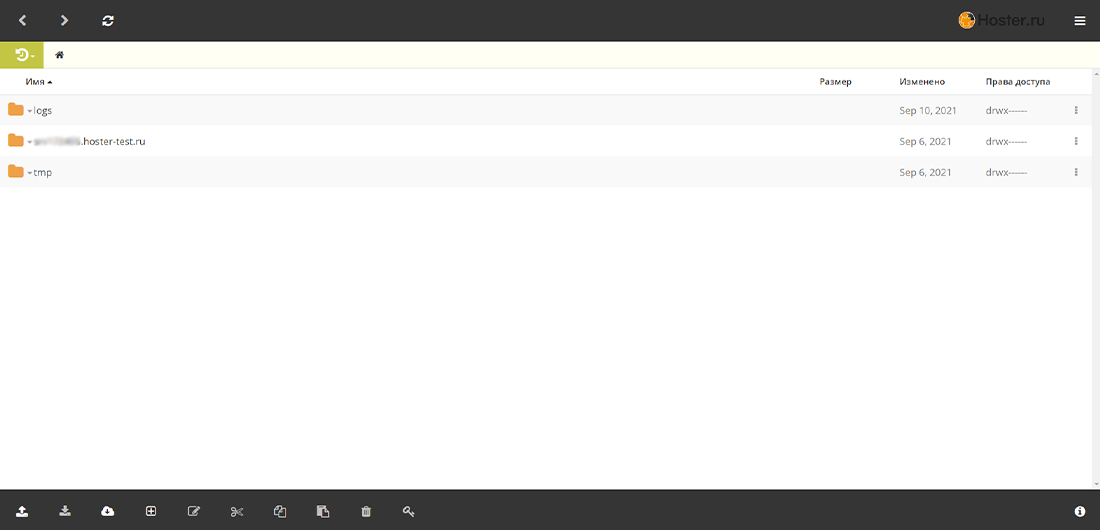 Hoster.ru
Имя Размер Изменено Права доступа
logs Sep 10, 2021 drwx------
.hoster-test.ru Sep 6, 2021 drwx------
tmp Sep 6, 2021 drwx------